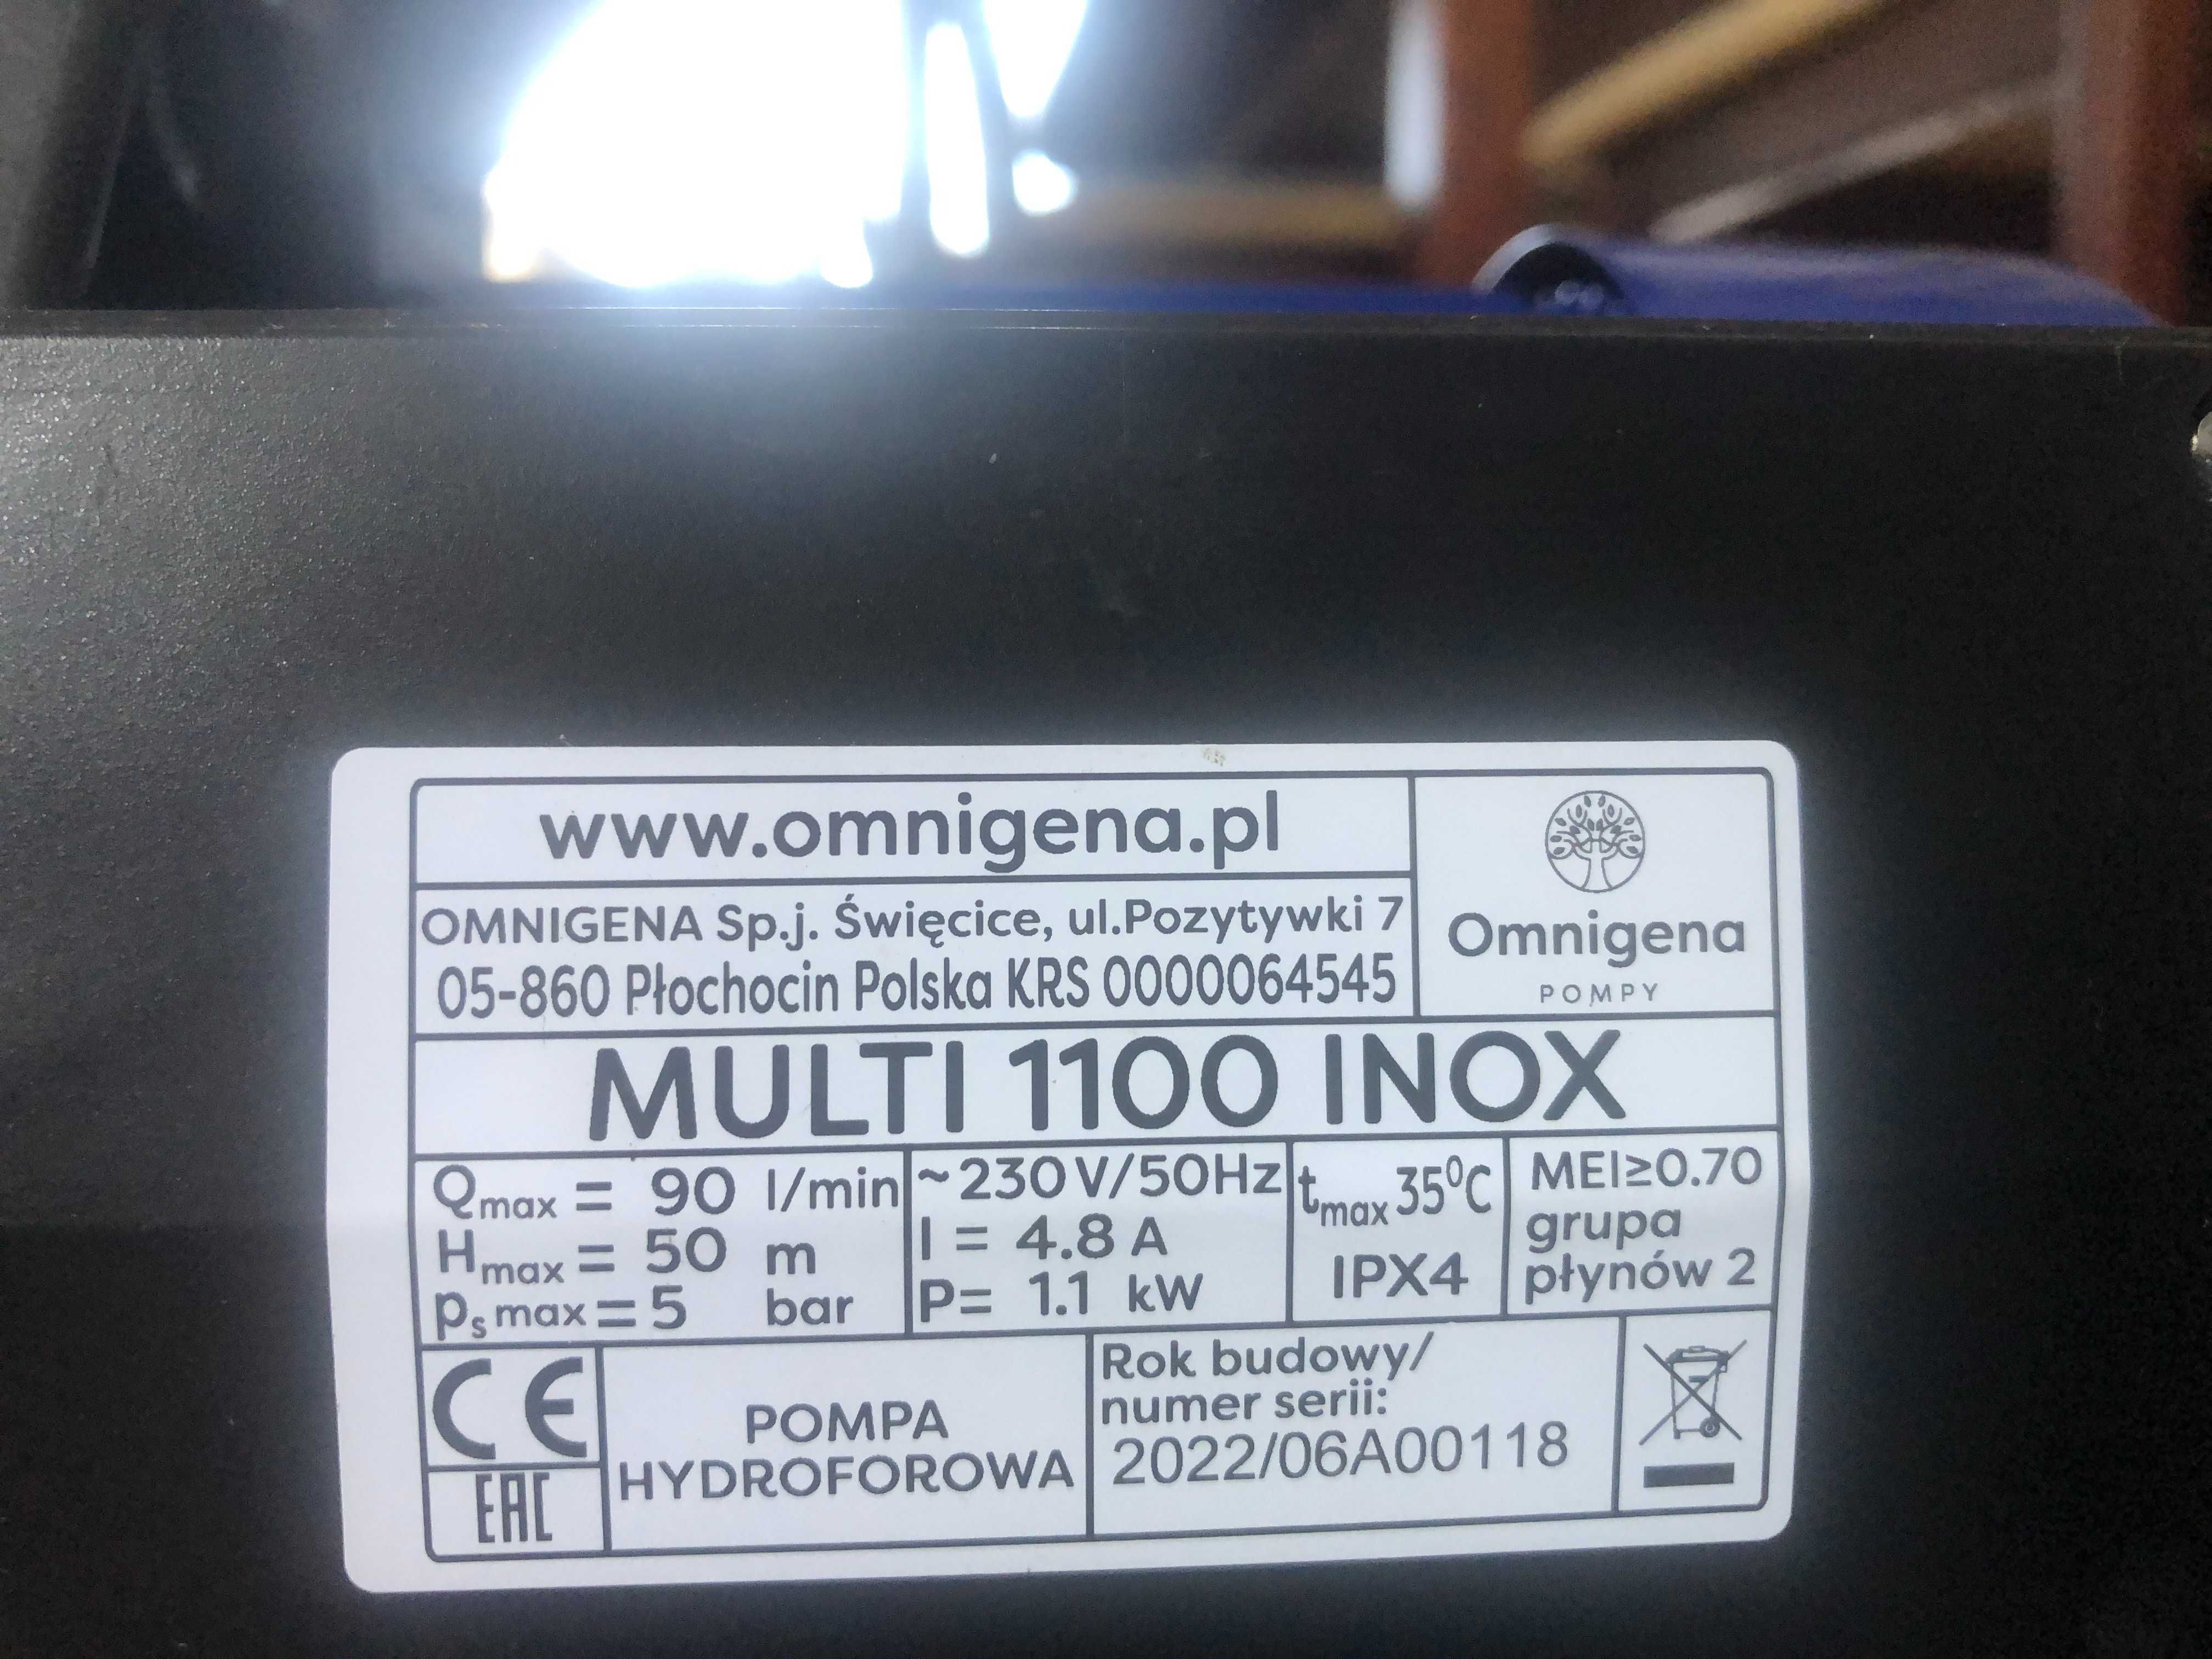 www.omnigena.pl
OMNIGENA Sp.j. Święcice, ul.Pozytywki 7
05-860 Płochocin Polska KRS 0000064545
Omnigena
POMPY
MULTI 1100 INOX
Qmax = 90 l/min
Hmax = 50 m
ps max = 5 bar
~230V/50Hz
I = 4.8 A
P= 1.1 kW
tmax 35°C
IPX4
MEI≥0.70
grupa
płynów 2
CE
EAC
POMPA
HYDROFOROWA
Rok budowy/
numer serii:
2022/06A00118